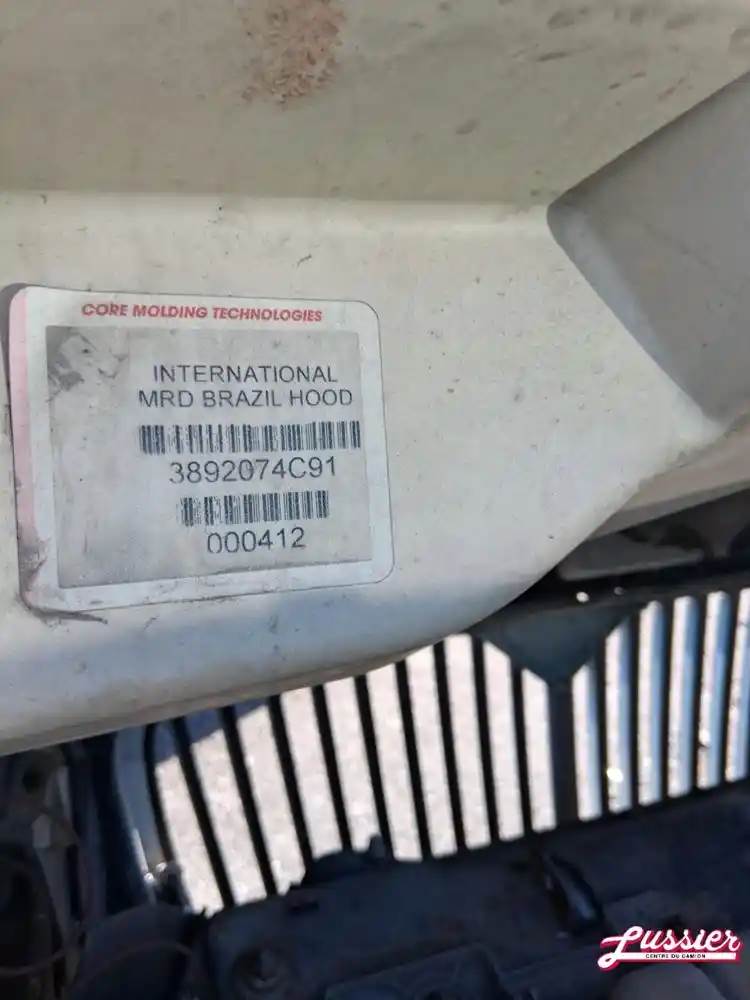 CORE MOLDING TECHNOLOGIES
INTERNATIONAL
MRD BRAZIL HOOD
3892074C91
000412
Lussier
CENTRE DU CAMION